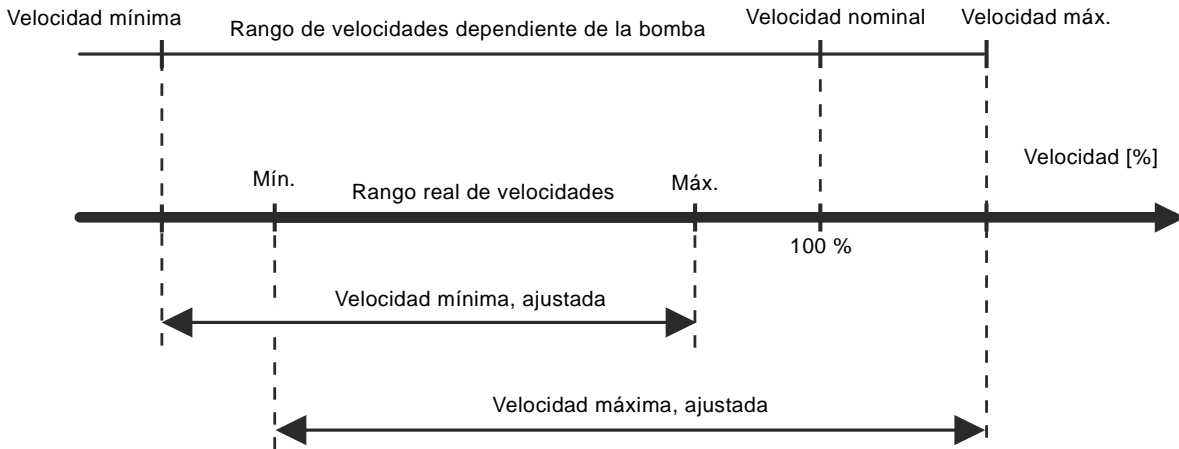 Velocidad mínima
Rango de velocidades dependiente de la bomba
Velocidad nominal
Velocidad máx.
Velocidad [%]
Mín.
Rango real de velocidades
Máx.
100 %
Velocidad mínima, ajustada
Velocidad máxima, ajustada